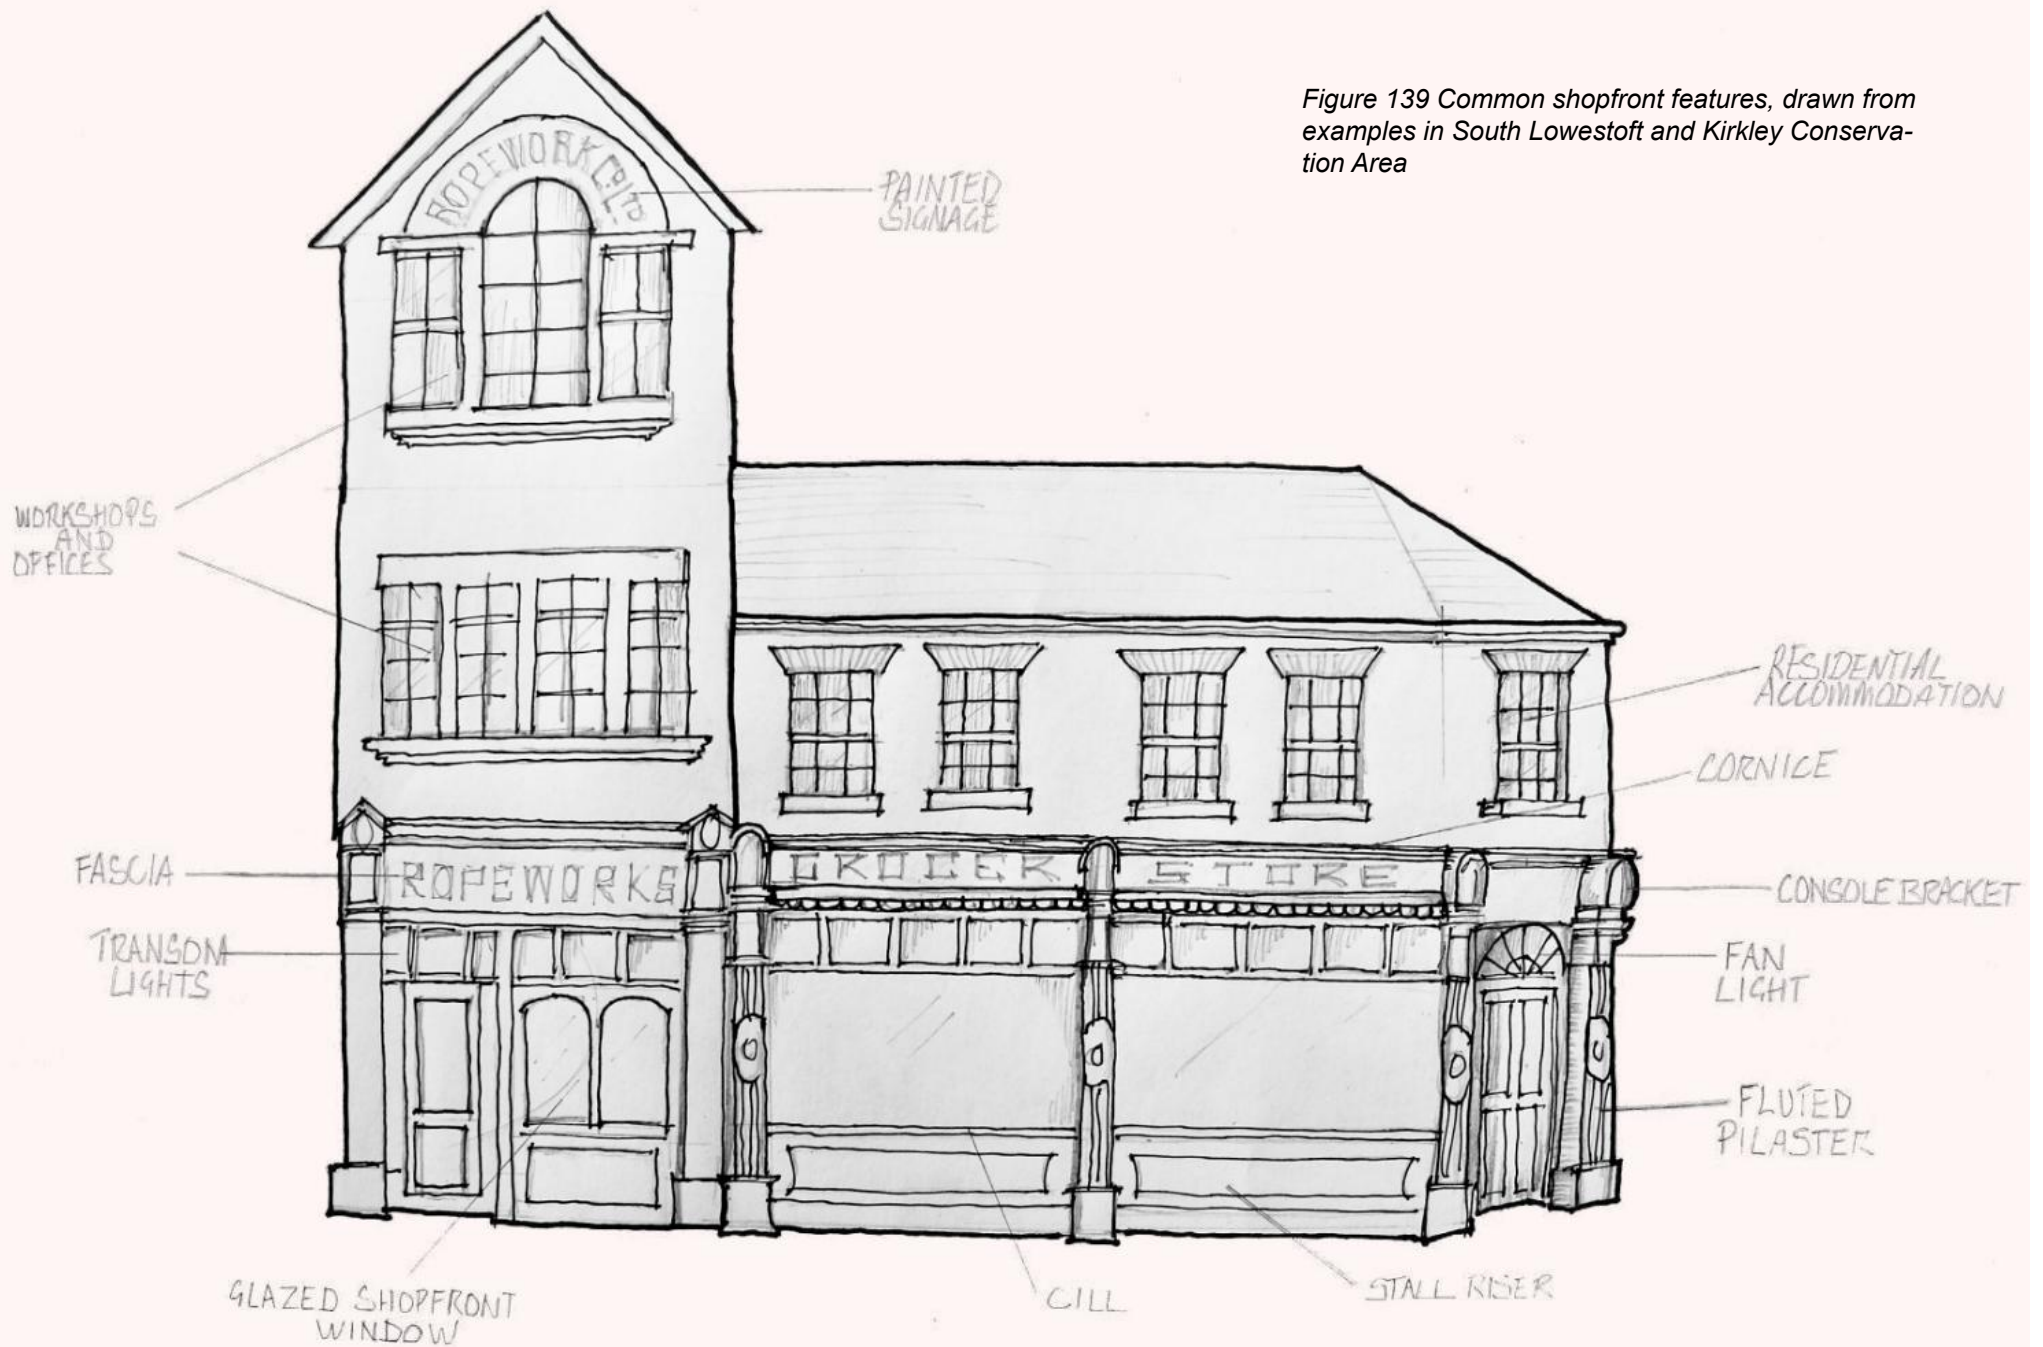 Figure 139 Common shopfront features, drawn from
examples in South Lowestoft and Kirkley Conserva-
tion Area
ROPEWORK CO LTD
PAINTED
SIGNAGE
WORKSHOPS
AND
OFFICES
RESIDENTIAL
ACCOMMODATION
CORNICE
FASCIA
ROPEWORKS
GROCER STORE
CONSOLE BRACKET
TRANSOM
LIGHTS
FAN
LIGHT
FLUTED
PILASTER
GLAZED SHOPFRONT
WINDOW
CILL
STALL RISER